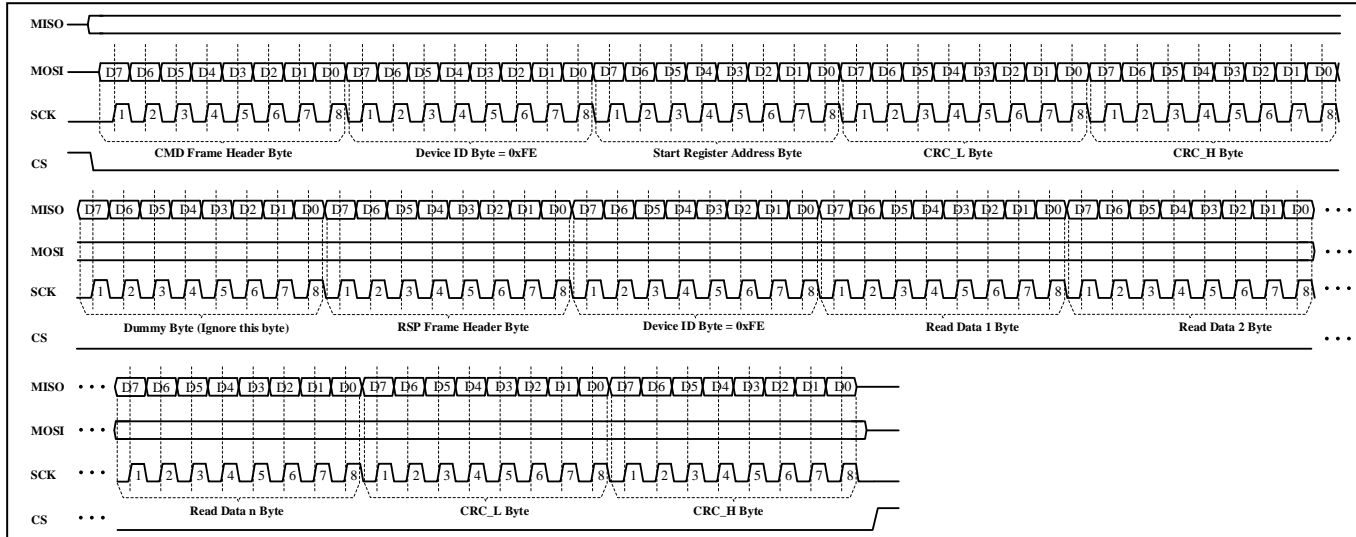 MISO
MOSI D7 D6 D5 D4 D3 D2 D1 D0 D7 D6 D5 D4 D3 D2 D1 D0 D7 D6 D5 D4 D3 D2 D1 D0 D7 D6 D5 D4 D3 D2 D1 D0 D7 D6 D5 D4 D3 D2 D1 D0
SCK 1 2 3 4 5 6 7 8 1 2 3 4 5 6 7 8 1 2 3 4 5 6 7 8 1 2 3 4 5 6 7 8 1 2 3 4 5 6 7 8
CMD Frame Header Byte Device ID Byte = 0xFE Start Register Address Byte CRC_L Byte CRC_H Byte
CS
MISO D7 D6 D5 D4 D3 D2 D1 D0 D7 D6 D5 D4 D3 D2 D1 D0 D7 D6 D5 D4 D3 D2 D1 D0 D7 D6 D5 D4 D3 D2 D1 D0 D7 D6 D5 D4 D3 D2 D1 D0 • • •
MOSI • • •
SCK 1 2 3 4 5 6 7 8 1 2 3 4 5 6 7 8 1 2 3 4 5 6 7 8 1 2 3 4 5 6 7 8 1 2 3 4 5 6 7 8 • • •
Dummy Byte (Ignore this byte) RSP Frame Header Byte Device ID Byte = 0xFE Read Data 1 Byte Read Data 2 Byte
CS • • •
MISO • • • D7 D6 D5 D4 D3 D2 D1 D0 D7 D6 D5 D4 D3 D2 D1 D0 D7 D6 D5 D4 D3 D2 D1 D0
MOSI • • •
SCK • • • 1 2 3 4 5 6 7 8 1 2 3 4 5 6 7 8 1 2 3 4 5 6 7 8
Read Data n Byte CRC_L Byte CRC_H Byte
CS • • •